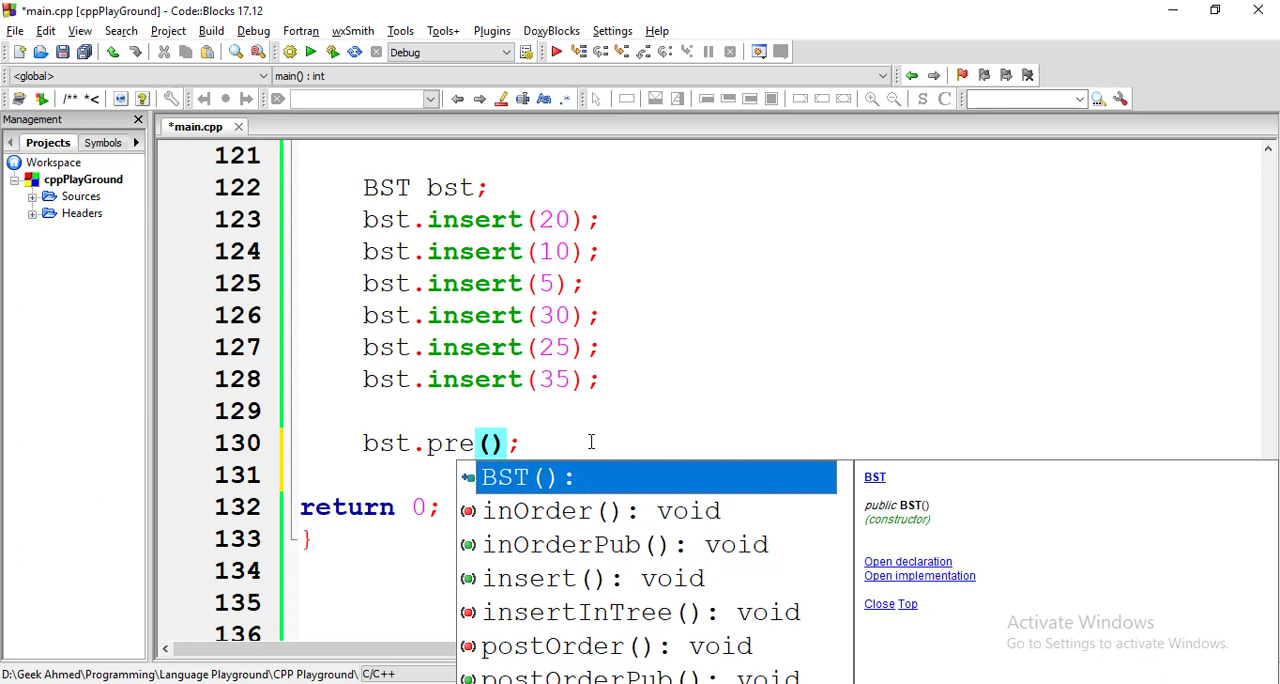 *main.cpp [cppPlayGround] - Code::Blocks 17.12
File Edit View Search Project Build Debug Fortran wxSmith Tools Tools+ Plugins DoxyBlocks Settings Help
Debug
<global> main() : int
/** *<
S C
Management
*main.cpp
Projects Symbols
Workspace
cppPlayGround
Sources
Headers
121
122 BST bst;
123 bst.insert(20);
124 bst.insert(10);
125 bst.insert(5);
126 bst.insert(30);
127 bst.insert(25);
128 bst.insert(35);
129
130 bst.pre();
131
132 return 0;
133 }
134
135
136
BST():
inOrder(): void
inOrderPub(): void
insert(): void
insertInTree(): void
postOrder(): void
postOrderPub(): void
BST
public BST()
(constructor)
Open declaration
Open implementation
Close Top
Activate Windows
Go to Settings to activate Windows.
D:\Geek Ahmed\Programming\Language Playground\CPP Playground\ C/C++